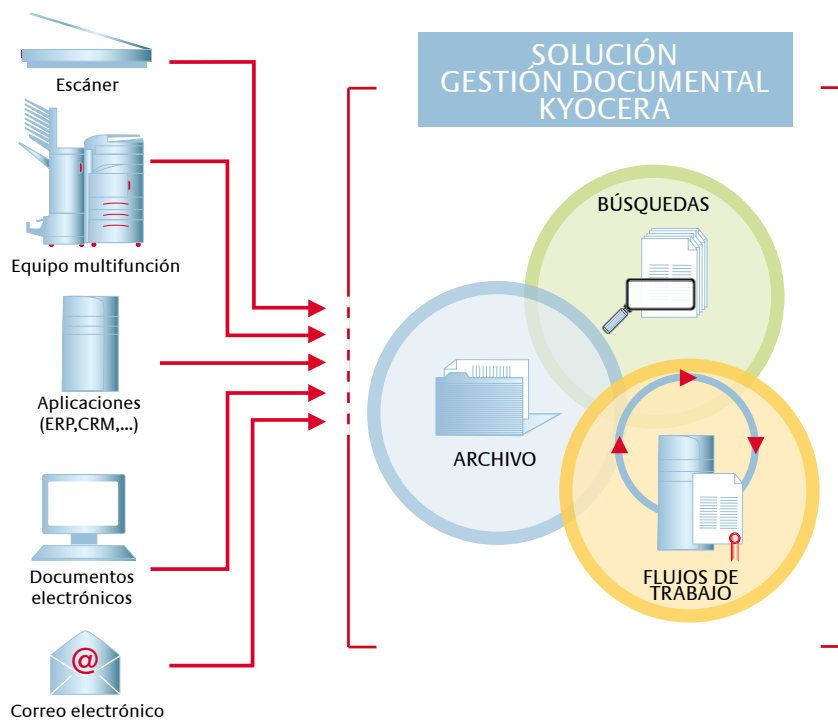 Escáner
Equipo multifunción
Aplicaciones
(ERP,CRM,...)
Documentos
electrónicos
@
Correo electrónico
SOLUCIÓN
GESTIÓN DOCUMENTAL
KYOCERA
BÚSQUEDAS
ARCHIVO
FLUJOS DE
TRABAJO